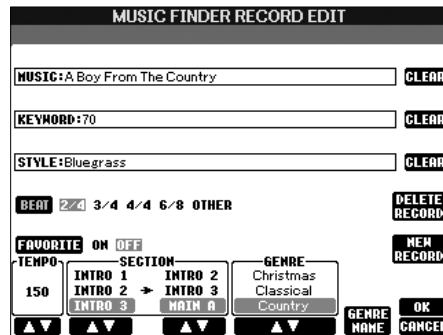 MUSIC FINDER RECORD EDIT
MUSIC:A Boy From The Country CLEAR
KEYWORD:70 CLEAR
STYLE:Bluegrass CLEAR
BEAT 2/4 3/4 4/4 6/8 OTHER
DELETE RECORD
FAVORITE ON OFF
NEW RECORD
TEMPO SECTION GENRE
INTRO 1 INTRO 2 Christmas
150 INTRO 2 → INTRO 3 Classical
INTRO 3 MAIN A Country
GENRE NAME
OK
CANCEL